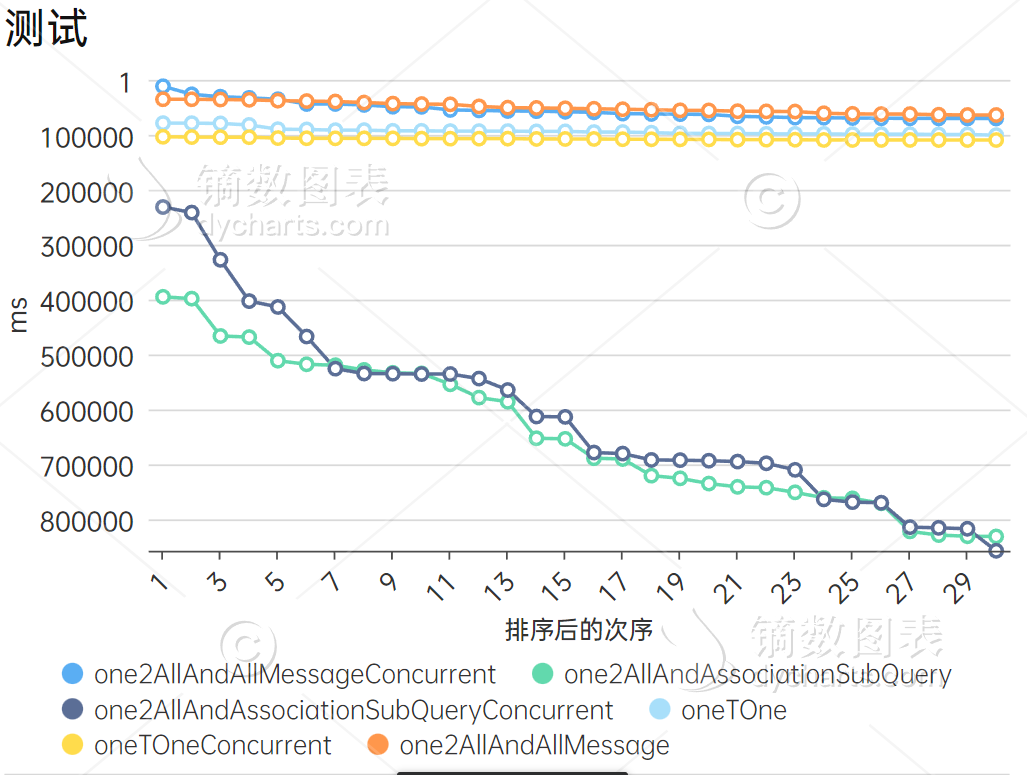 测试
1
100000
200000
300000
400000
500000
600000
700000
800000
ms
1 3 5 7 9 11 13 15 17 19 21 23 25 27 29
排序后的次序
one2AllAndAllMessageConcurrent one2AllAndAssociationSubQuery
one2AllAndAssociationSubQueryConcurrent oneTOne
oneTOneConcurrent one2AllAndAllMessage
镝数图表
dycharts.com
镝数图表
dycharts.com